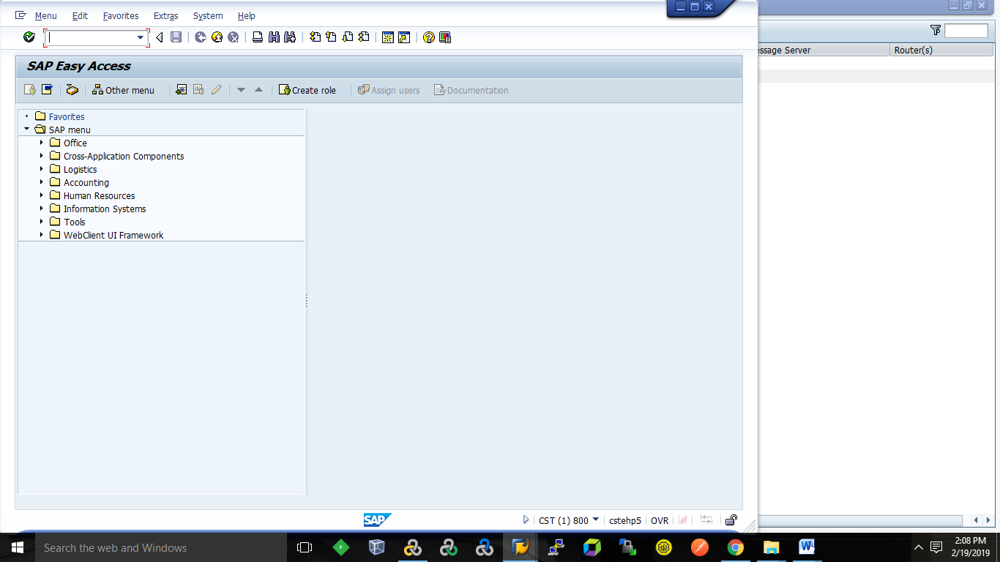 Menu Edit Favorites Extras System Help
SAP Easy Access
Other menu Create role Assign users Documentation
Favorites
SAP menu
Office
Cross-Application Components
Logistics
Accounting
Human Resources
Information Systems
Tools
WebClient UI Framework
ssage Server Router(s)
SAP CST (1) 800 cstehp5 OVR
Search the web and Windows
2:08 PM
2/19/2019